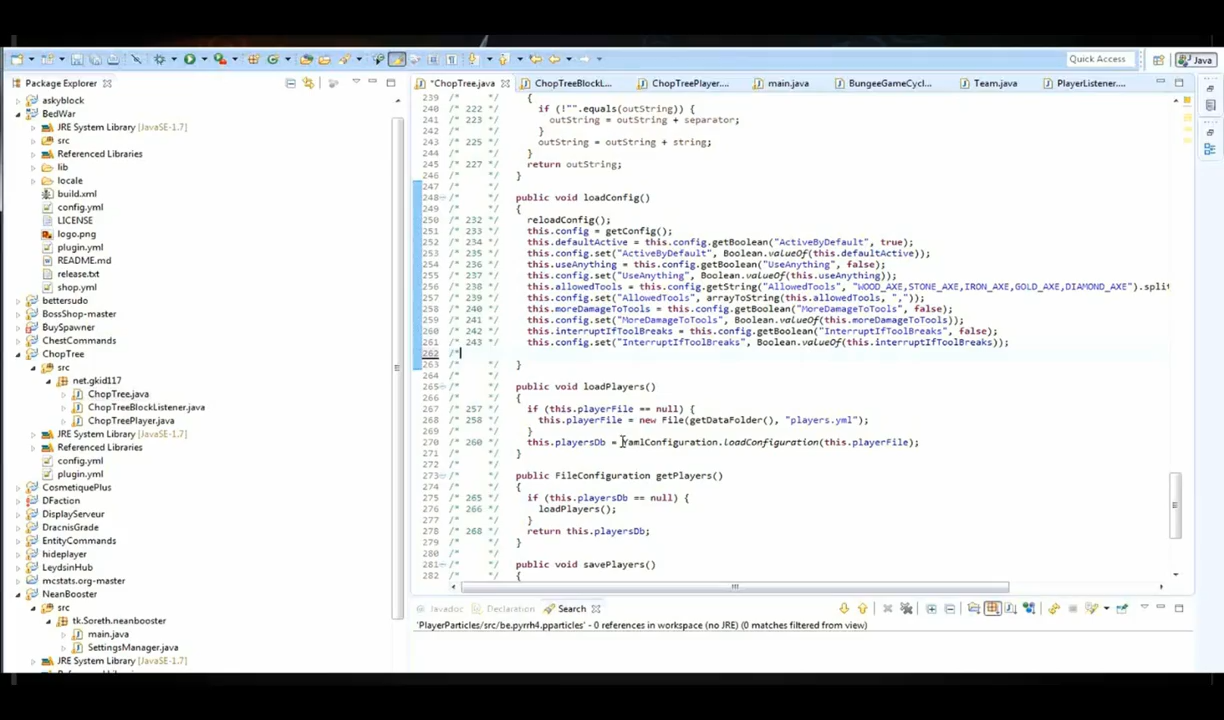 Quick Access
Java
Package Explorer
*ChopTree.java
ChopTreeBlockL...
ChopTreePlayer....
main.java
BungeeGameCycl...
Team.java
PlayerListener....
askyblock
BedWar
JRE System Library [JavaSE-1.7]
src
Referenced Libraries
lib
locale
build.xml
config.yml
LICENSE
logo.png
plugin.yml
README.md
release.txt
shop.yml
bettersudo
BossShop-master
BuySpawner
ChestCommands
ChopTree
src
net.gkid117
ChopTree.java
ChopTreeBlockListener.java
ChopTreePlayer.java
JRE System Library [JavaSE-1.7]
Referenced Libraries
config.yml
plugin.yml
CosmetiquePlus
DFaction
DisplayServeur
DracnisGrade
EntityCommands
hideplayer
LeydsinHub
mcstats.org-master
NeanBooster
src
tk.Soreth.neanbooster
main.java
SettingsManager.java
JRE System Library [JavaSE-1.7]
239 /* */ {
240 /* 222 */ if (!"".equals(outString)) {
241 /* 223 */ outString = outString + separator;
242 /* */ }
243 /* 225 */ outString = outString + string;
244 /* */ }
245 /* 227 */ return outString;
246 /* */ }
247 /* */
248 /* */ public void loadConfig()
249 /* */ {
250 /* 232 */ reloadConfig();
251 /* 233 */ this.config = getConfig();
252 /* 234 */ this.defaultActive = this.config.getBoolean("ActiveByDefault", true);
253 /* 235 */ this.config.set("ActiveByDefault", Boolean.valueOf(this.defaultActive));
254 /* 236 */ this.useAnything = this.config.getBoolean("UseAnything", false);
255 /* 237 */ this.config.set("UseAnything", Boolean.valueOf(this.useAnything));
256 /* 238 */ this.allowedTools = this.config.getString("AllowedTools", "WOOD_AXE,STONE_AXE,IRON_AXE,GOLD_AXE,DIAMOND_AXE").split
257 /* 239 */ this.config.set("AllowedTools", arrayToString(this.allowedTools, ","));
258 /* 240 */ this.moreDamageToTools = this.config.getBoolean("MoreDamageToTools", false);
259 /* 241 */ this.config.set("MoreDamageToTools", Boolean.valueOf(this.moreDamageToTools));
260 /* 242 */ this.interruptIfToolBreaks = this.config.getBoolean("InterruptIfToolBreaks", false);
261 /* 243 */ this.config.set("InterruptIfToolBreaks", Boolean.valueOf(this.interruptIfToolBreaks));
262 /*
263 /* */ }
264 /* */
265 /* */ public void loadPlayers()
266 /* */ {
267 /* 257 */ if (this.playerFile == null) {
268 /* 258 */ this.playerFile = new File(getDataFolder(), "players.yml");
269 /* */ }
270 /* 260 */ this.playersDb = YamlConfiguration.loadConfiguration(this.playerFile);
271 /* */ }
272 /* */
273 /* */ public FileConfiguration getPlayers()
274 /* */ {
275 /* 265 */ if (this.playersDb == null) {
276 /* 266 */ loadPlayers();
277 /* */ }
278 /* 268 */ return this.playersDb;
279 /* */ }
280 /* */
281 /* */ public void savePlayers()
282 /* */ {
Javadoc
Declaration
Search
'PlayerParticles/src/be.pyrrh4.pparticles' - 0 references in workspace (no JRE) (0 matches filtered from view)